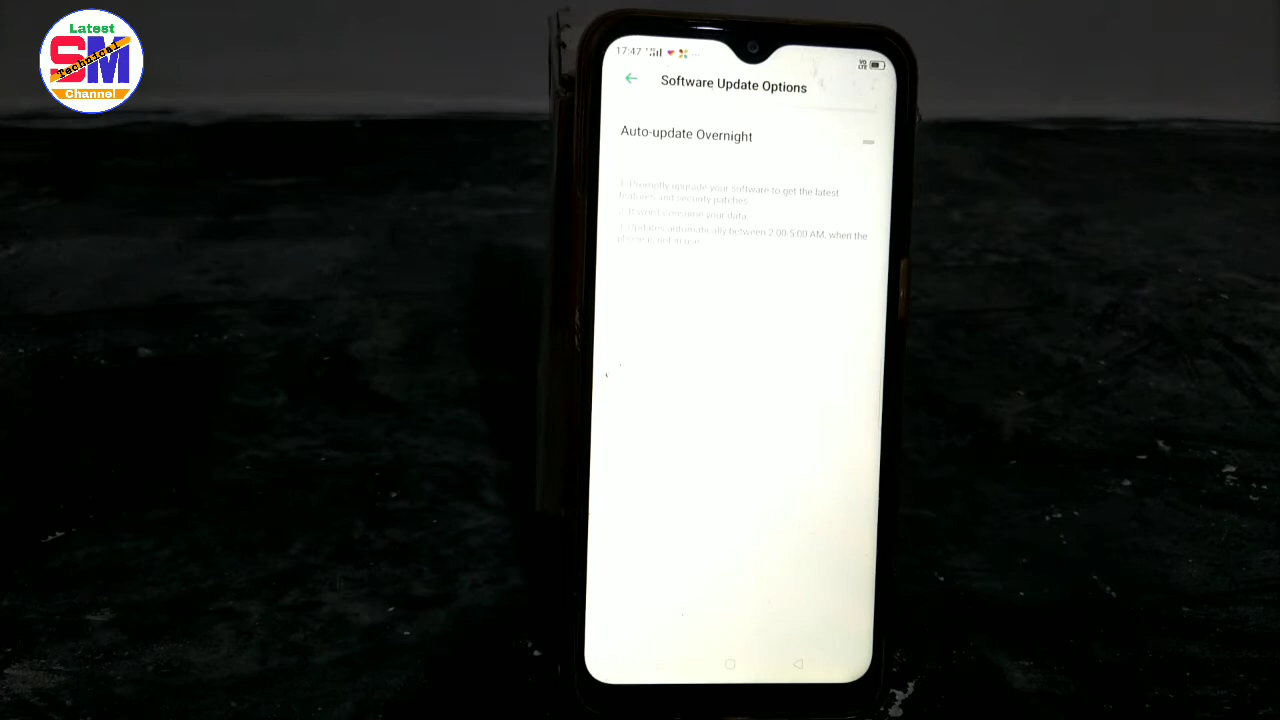 Latest
SM
Technical
Channel
17:47
VO
LTE
Software Update Options
Auto-update Overnight
1. Promptly upgrade your software to get the latest
features and security patches.
2. It won't consume your data.
3. Updates automatically between 2:00-5:00 AM, when the
phone is not in use.